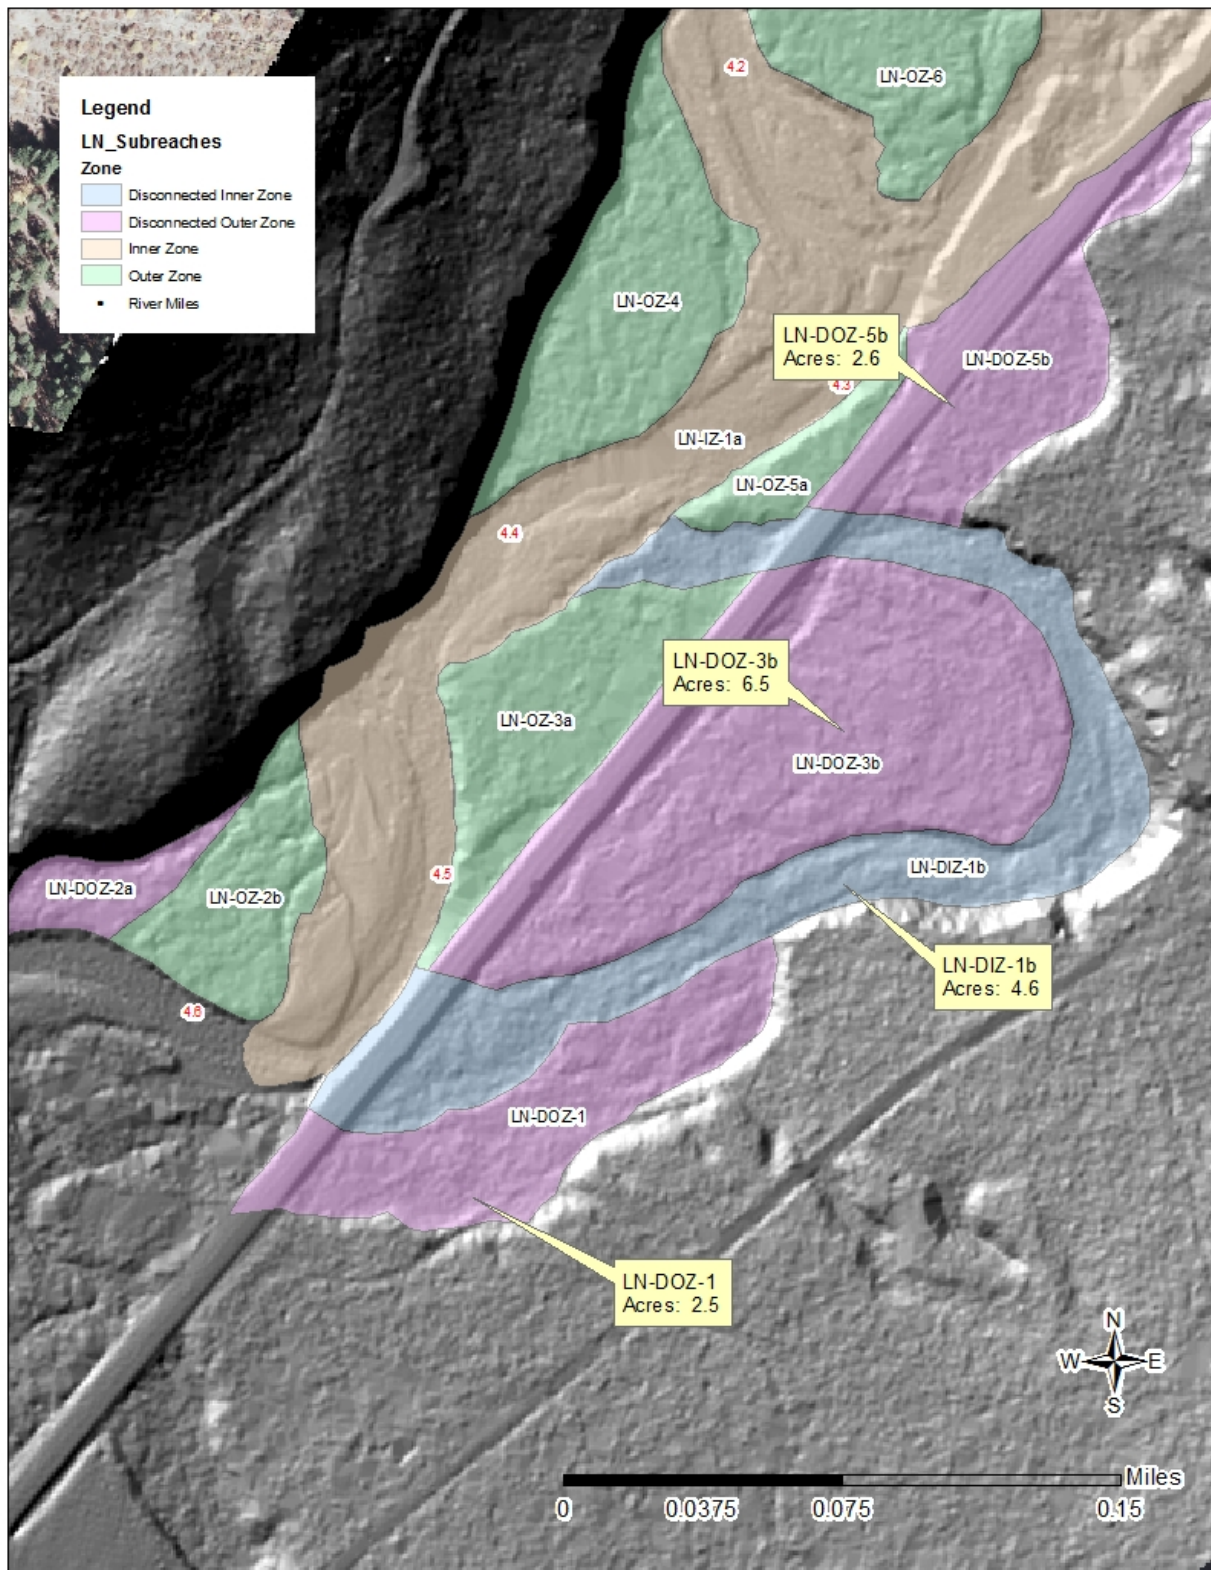 Legend
LN_Subreaches
Zone
Disconnected Inner Zone
Disconnected Outer Zone
Inner Zone
Outer Zone
River Miles
4.2
LN-OZ-6
LN-OZ-4
LN-DOZ-5b
Acres: 2.6
LN-DOZ-5b
4.3
LN-IZ-1a
LN-OZ-5a
4.4
LN-DOZ-3b
Acres: 6.5
LN-OZ-3a
LN-DOZ-3b
4.5
LN-DIZ-1b
LN-DOZ-2a
LN-OZ-2b
LN-DIZ-1b
Acres: 4.6
4.6
LN-DOZ-1
LN-DOZ-1
Acres: 2.5
N
W E
S
Miles
0 0.0375 0.075 0.15